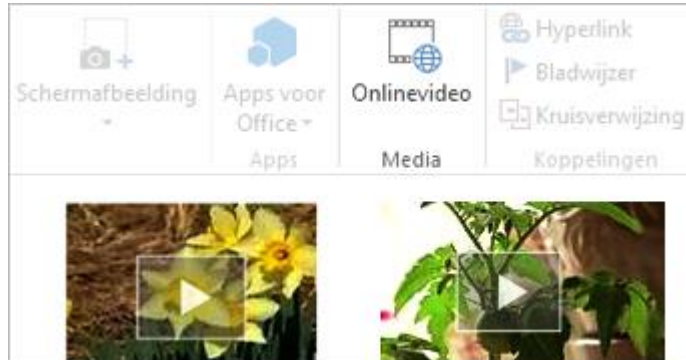 Schermafbeelding
Apps voor
Office
Apps
Onlinevideo
Media
Hyperlink
Bladwijzer
Kruisverwijzing
Koppelingen